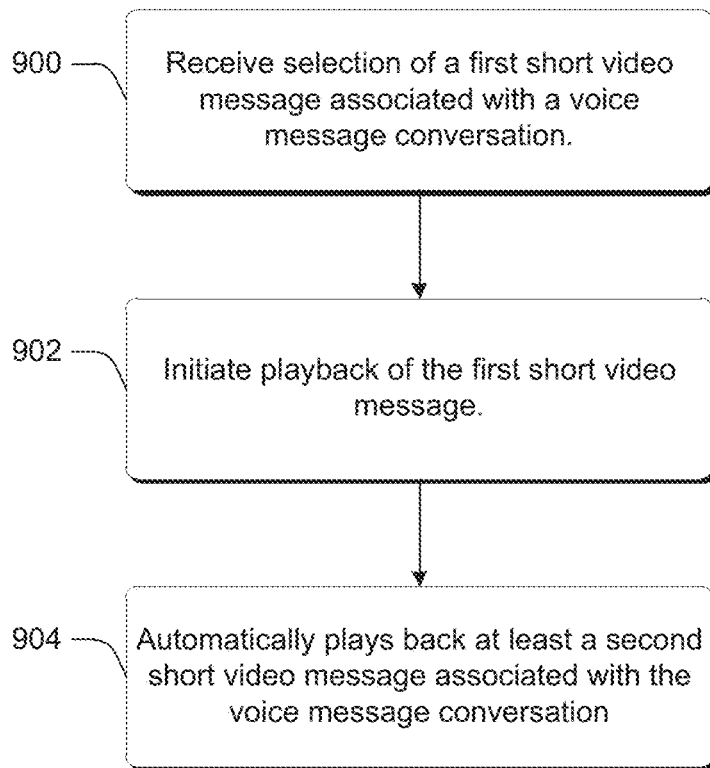 900
Receive selection of a first short video
message associated with a voice
message conversation.
902
Initiate playback of the first short video
message.
904
Automatically plays back at least a second
short video message associated with the
voice message conversation